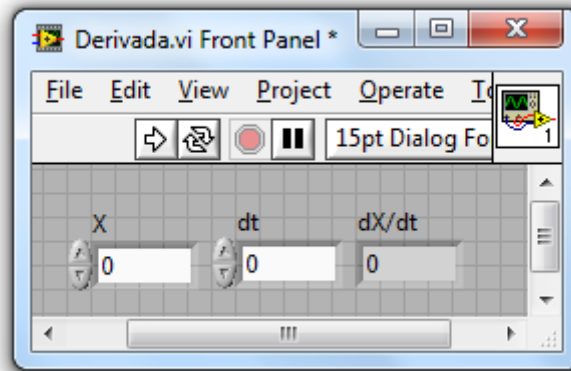 Derivada.vi Front Panel *
File Edit View Project Operate
15pt Dialog Fo
1
X dt dX/dt
0 0 0